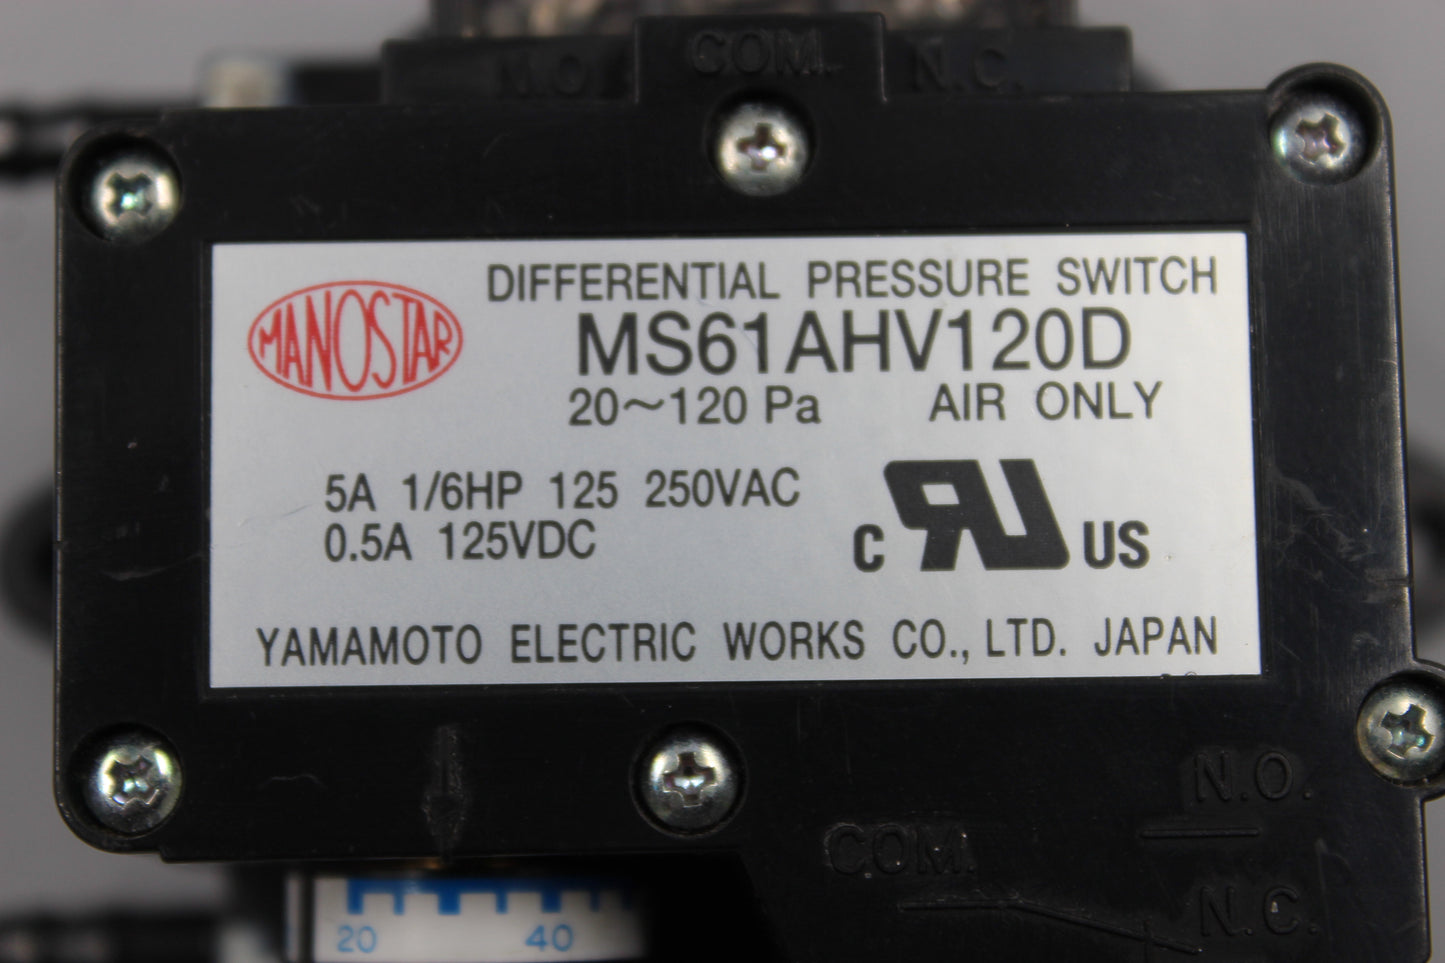 N.O COM. N.C.
MANOSTAR
DIFFERENTIAL PRESSURE SWITCH
MS61AHV120D
20～120 Pa AIR ONLY
5A 1/6HP 125 250VAC
0.5A 125VDC
C UR US
YAMAMOTO ELECTRIC WORKS CO., LTD. JAPAN
N.O.
COM.
N.C.
20 40